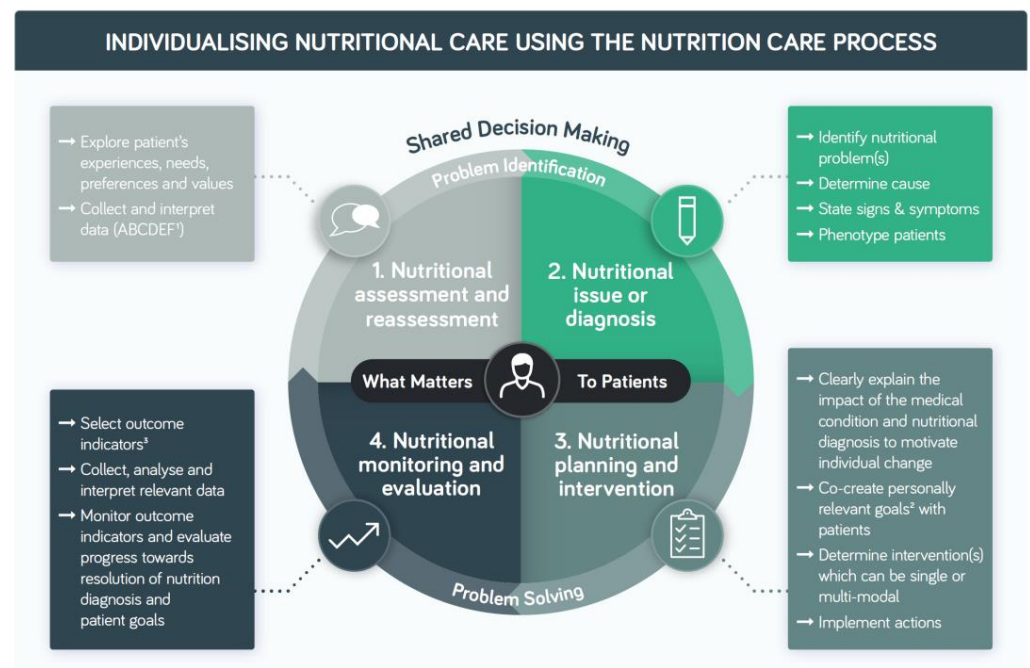 INDIVIDUALISING NUTRITIONAL CARE USING THE NUTRITION CARE PROCESS
→ Explore patient's
experiences, needs,
preferences and values
→ Collect and interpret
data (ABCDEF¹)
Shared Decision Making
Problem Identification
→ Identify nutritional
problem(s)
→ Determine cause
→ State signs & symptoms
→ Phenotype patients
1. Nutritional
assessment and
reassessment
2. Nutritional
issue or
diagnosis
What Matters
To Patients
4. Nutritional
monitoring and
evaluation
3. Nutritional
planning and
intervention
Problem Solving
→ Select outcome
indicators³
→ Collect, analyse and
interpret relevant data
→ Monitor outcome
indicators and evaluate
progress towards
resolution of nutrition
diagnosis and
patient goals
→ Clearly explain the
impact of the medical
condition and nutritional
diagnosis to motivate
individual change
→ Co-create personally
relevant goals² with
patients
→ Determine intervention(s)
which can be single or
multi-modal
→ Implement actions